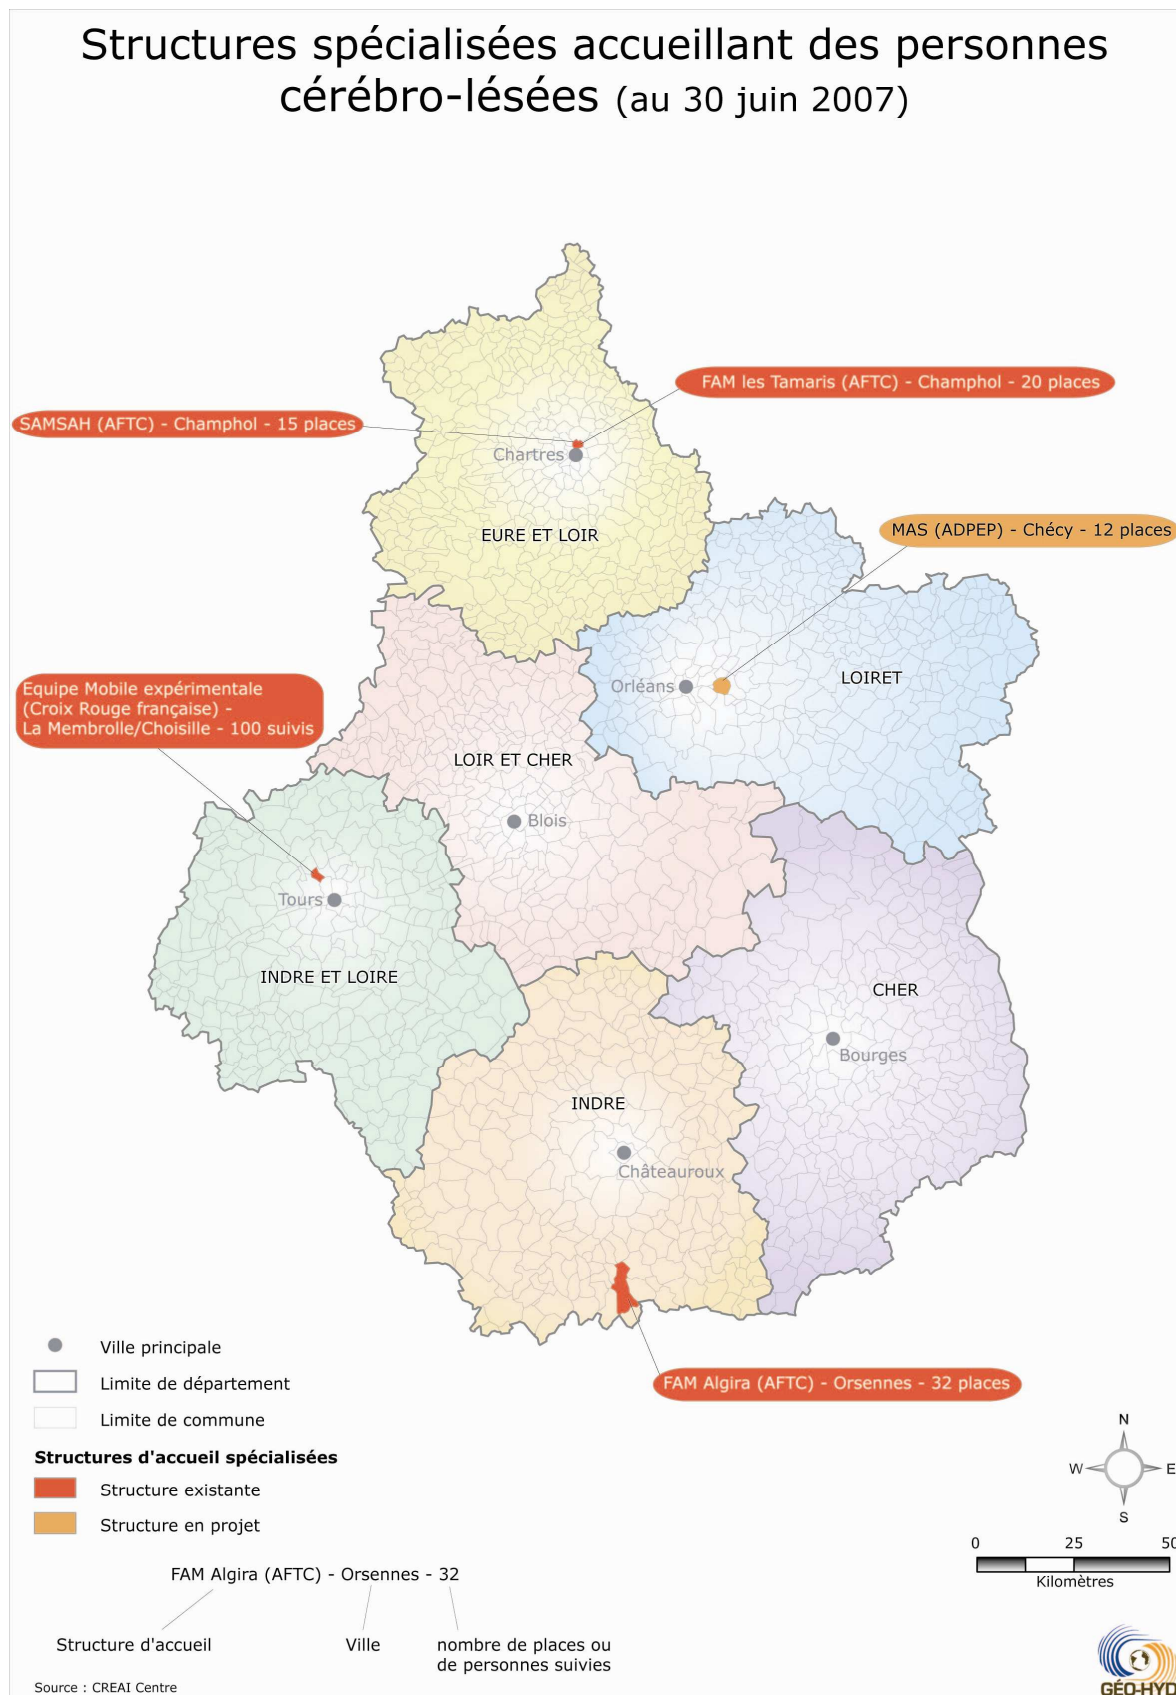 Structures spécialisées accueillant des personnes
cérébro-lésées (au 30 juin 2007)
FAM les Tamaris (AFTC) - Champhol - 20 places
SAMSAH (AFTC) - Champhol - 15 places
Chartres
EURE ET LOIR
MAS (ADPEP) - Chécy - 12 places
LOIRET
Orléans
Equipe Mobile expérimentale
(Croix Rouge française) -
La Membrolle/Choisille - 100 suivis
LOIR ET CHER
Blois
Tours
INDRE ET LOIRE
CHER
Bourges
INDRE
Châteauroux
FAM Algira (AFTC) - Orsennes - 32 places
Ville principale
Limite de département
Limite de commune
Structures d'accueil spécialisées
Structure existante
Structure en projet
N
W E
S
0 25 50
Kilomètres
FAM Algira (AFTC) - Orsennes - 32
Structure d'accueil Ville nombre de places ou
de personnes suivies
Source : CREAI Centre
GÉO-HYD